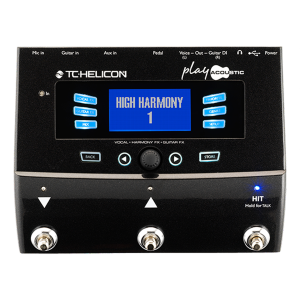 Mic in Guitar in Aux in Pedal Voice – Out – Guitar DI Power
(L) (R)
TC·HELICON
play ACOUSTIC
In
HIGH HARMONY
1
BACK
STORE
VOCAL • HARMONY FX • GUITAR FX
HIT
(Hold for TALK)